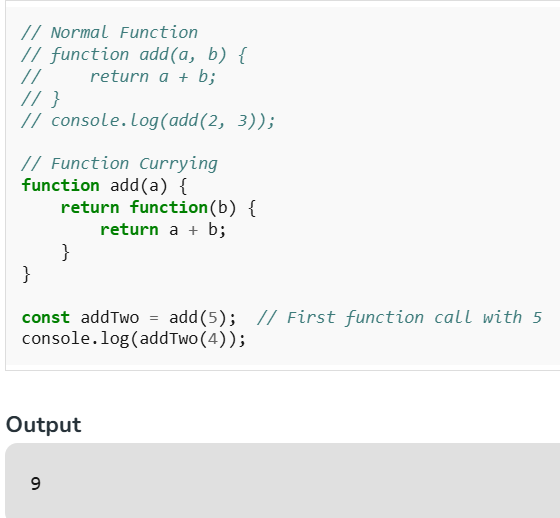 // Normal Function
// function add(a, b) {
//     return a + b;
// }
// console.log(add(2, 3));

// Function Currying
function add(a) {
    return function(b) {
        return a + b;
    }
}

const addTwo = add(5);  // First function call with 5
console.log(addTwo(4));

Output
9